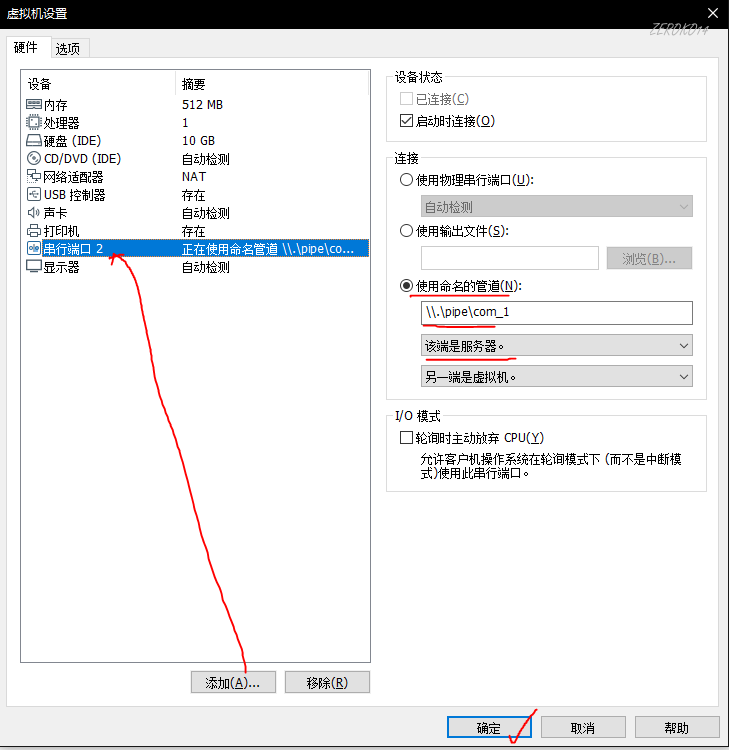 虚拟机设置
ZEROKO14
硬件 选项
设备 摘要
内存 512 MB
处理器 1
硬盘 (IDE) 10 GB
CD/DVD (IDE) 自动检测
网络适配器 NAT
USB 控制器 存在
声卡 自动检测
打印机 存在
串行端口 2 正在使用命名管道 \\.\pipe\co...
显示器 自动检测
添加(A)... 移除(R)
设备状态
已连接(C)
启动时连接(O)
连接
使用物理串行端口(U):
自动检测
使用输出文件(S):
浏览(B)...
使用命名的管道(N):
\\.\pipe\com_1
该端是服务器。
另一端是虚拟机。
I/O 模式
轮询时主动放弃 CPU(Y)
允许客户机操作系统在轮询模式下 (而不是中断模
式)使用此串行端口。
确定 取消 帮助